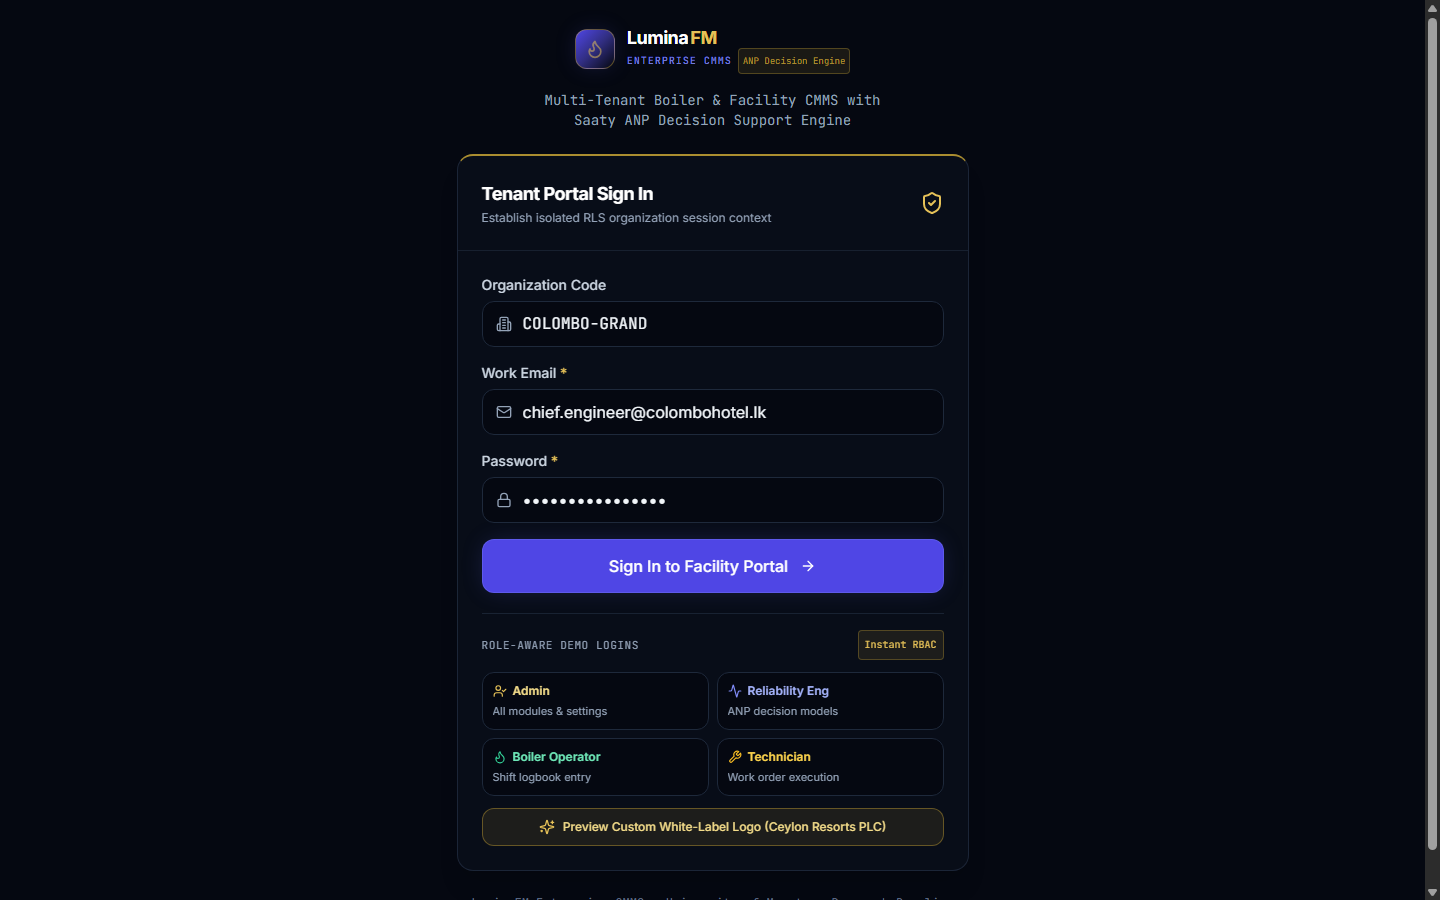 LuminaFM
ENTERPRISE CMMS ANP Decision Engine
Multi-Tenant Boiler & Facility CMMS with
Saaty ANP Decision Support Engine
Tenant Portal Sign In
Establish isolated RLS organization session context
Organization Code
COLOMBO-GRAND
Work Email *
chief.engineer@colombohotel.lk
Password *
••••••••••••••••
Sign In to Facility Portal →
ROLE-AWARE DEMO LOGINS Instant RBAC
Admin
All modules & settings
Reliability Eng
ANP decision models
Boiler Operator
Shift logbook entry
Technician
Work order execution
Preview Custom White-Label Logo (Ceylon Resorts PLC)